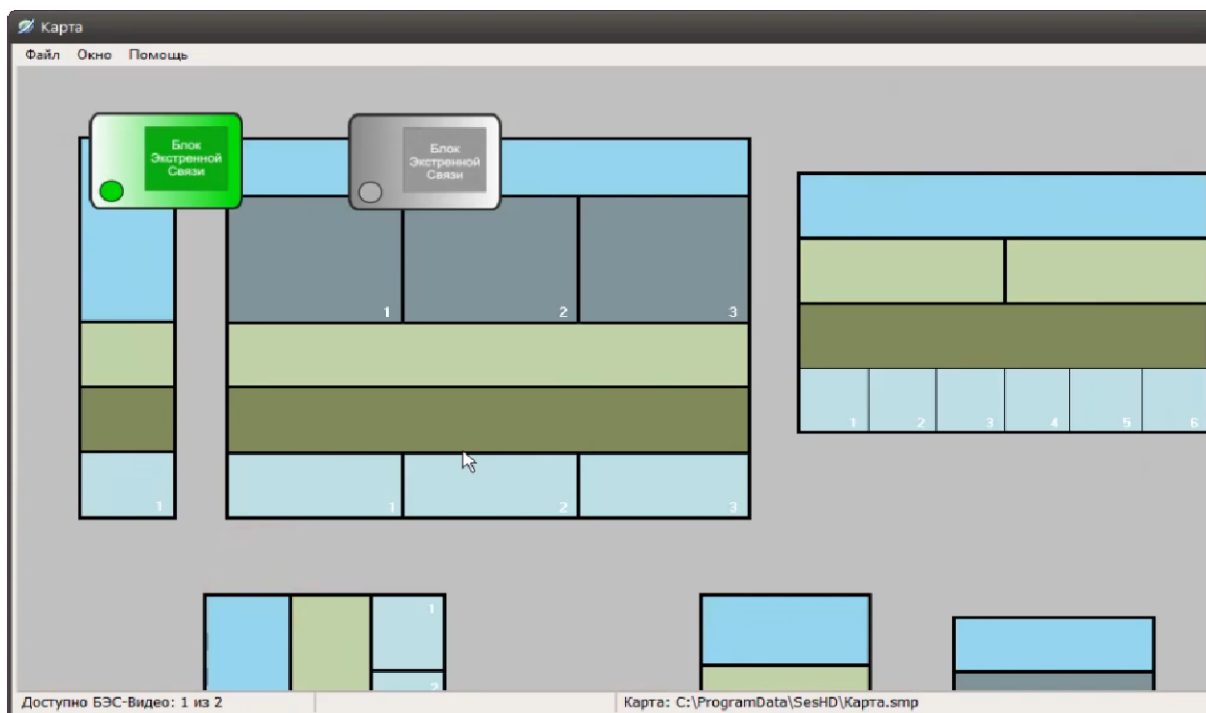 Карта
Файл Окно Помощь
Блок
Экстренной
Связи
Блок
Экстренной
Связи
1 2 3
1 2 3 4 5 6
1
1 2 3
1
2
Доступно БЭС-Видео: 1 из 2
Карта: C:\ProgramData\SesHD\Карта.smp